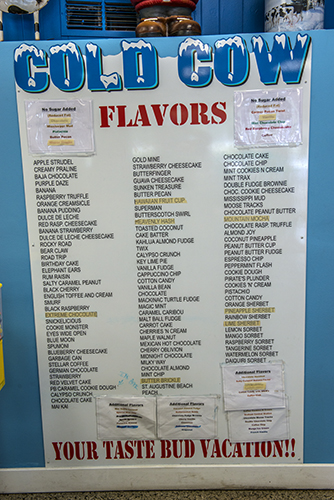 COLD COW
FLAVORS
No Sugar Added
No Sugar Added
Butter Pecan
APPLE STRUDEL
CREAMY PRALINE
BAJA CHOCOLATE
PURPLE DAZE
BANANA
RASPBERRY TRUFFLE
ORANGE CREAMSICLE
BANANA PUDDING
DULCE DE LECHE
RED RASP. CHEESECAKE
BANANA STRAWBERRY
DULCE DE LECHE CHEESECAKE
ROCKY ROAD
BEAR CLAW
ROAD TRIP
BIRTHDAY CAKE
ELEPHANT EARS
RUM RAISIN
SALTY CARAMEL PEANUT
BLACK CHERRY
ENGLISH TOFFEE AND CREAM
SMURF
BLACK RASPBERRY
EXTREME CHOCOLATE
SNICKELICIOUS
COOKIE MONSTER
EYES WIDE OPEN
BLUE MOON
SPUMONI
BLUEBERRY CHEESECAKE
GARBAGE CAN
STELLAR COFFEE
GERMAN CHOCOLATE
STRAWBERRY
RED VELVET CAKE
PB CARAMEL COOKIE DOUGH
CALYPSO CRUNCH
CHOCOLATE
MAI KAI
GOLD MINE
STRAWBERRY CHEESECAKE
BUTTERFINGER
GUAVA CHEESECAKE
SUNKEN TREASURE
BUTTER PECAN
HAWAIIAN FRUIT CUP
SUPERMAN
BUTTERSCOTCH SWIRL
HEAVENLY HASH
TOASTED COCONUT
CAKE BATTER
KAHLUA ALMOND FUDGE
TWIX
CALYPSO CRUNCH
KEY LIME PIE
VANILLA FUDGE
CAPPUCCINO CHIP
COTTON CANDY
VANILLA BEAN
CHOCOLATE
MACKINAC TURTLE FUDGE
MAGIC MINT
CARAMEL CARIBOU
MALT BALL FUDGE
CARROT CAKE
CHERRIES 'N CREAM
MAPLE WALNUT
MEXICAN HOT CHOCOLATE
CHERRY OBLIVION
MIDNIGHT CHOCOLATE
MILKY WAY
CHOCOLATE ALMOND
MINT CHIP
BUTTER BRICKLE
ST. AUGUSTINE BEACH
PEACH
CHOCOLATE CAKE
CHOCOLATE CHIP
MINT COOKIES N CREAM
MINT TRAX
DOUBLE FUDGE BROWNIE
CHOC. COOKIE CHEESECAKE
MISSISSIPPI MUD
MOOSE TRACKS
CHOCOLATE PEANUT BUTTER
MOUNTAIN MOCHA
CHOCOLATE RASP. TRUFFLE
ALMOND JOY
COCONUT PINEAPPLE
PEANUT BUTTER CUP
PEANUT BUTTER FUDGE
ESPRESSO CHIP
PEPPERMINT FLAKE
COOKIE DOUGH
PIRATE'S PLUNDER
COOKIES 'N CREAM
PISTACHIO
COTTON CANDY
ORANGE SHERBET
PINEAPPLE SHERBET
RAINBOW SHERBET
LIME SHERBET
LEMON SORBET
MANGO SORBET
RASPBERRY SORBET
TANGERINE SORBET
WATERMELON SORBET
DAIQUIRI SORBET
Additional Flavors
Additional Flavors
Additional Flavors
YOUR TASTE BUD VACATION!!